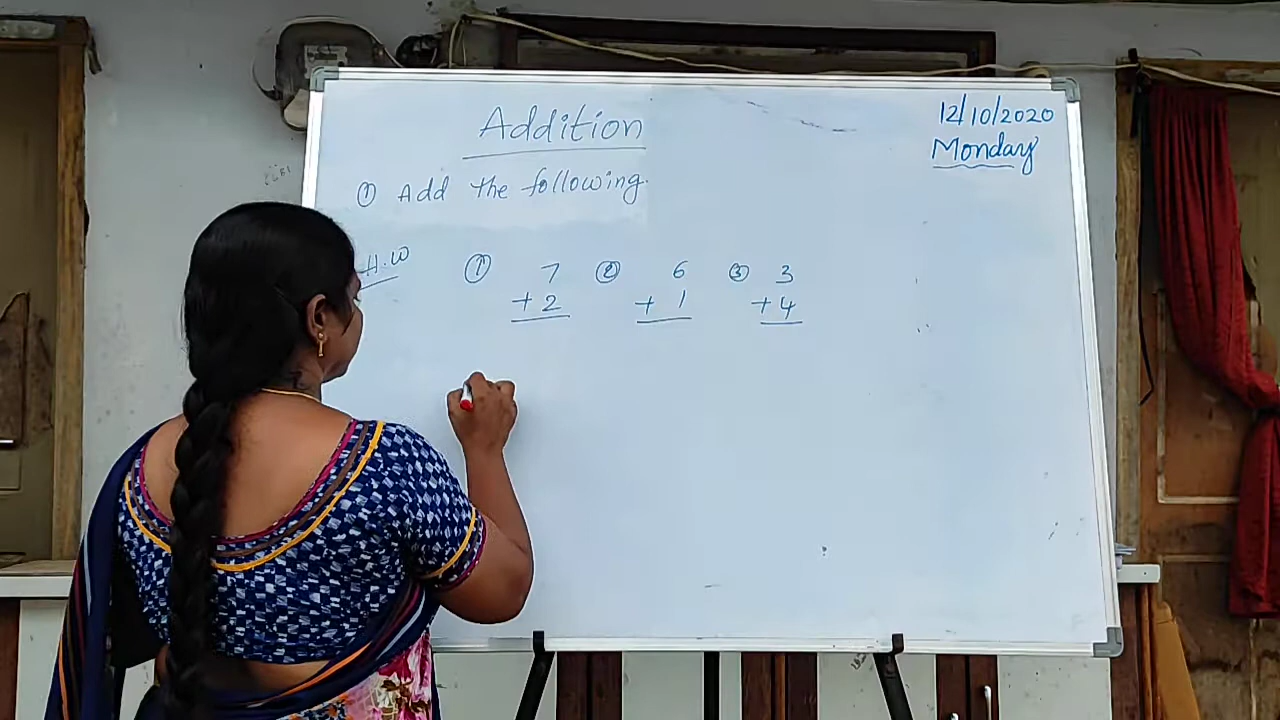 Addition
12/10/2020
Monday
① Add the following.
H.W
① 7 ② 6 ③ 3
+ 2 + 1 + 4